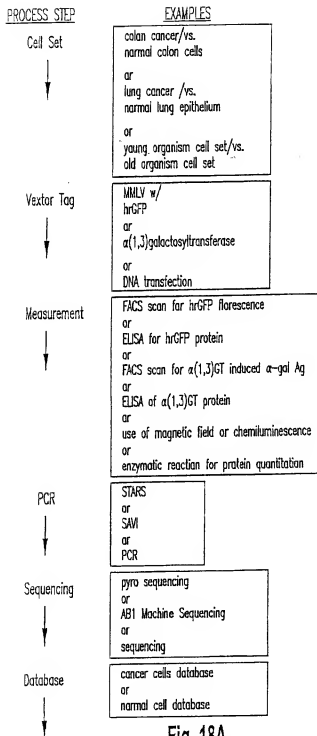 PROCESS STEP EXAMPLES
Cell Set
colon cancer/vs.
normal colon cells
or
lung cancer /vs.
normal lung epithelium
or
young organism cell set/vs.
old organism cell set
Vextor Tag
MMLV w/
hrGFP
or
α(1,3)galactosyltransferase
or
DNA transfection
Measurement
FACS scan for hrGFP florescence
or
ELISA for hrGFP protein
or
FACS scan for α(1,3)GT induced α-gal Ag
or
ELISA of α(1,3)GT protein
or
use of magnetic field or chemiluminescence
or
enzymatic reaction for protein quantitation
PCR
STARS
or
SAVI
or
PCR
Sequencing
pyro sequencing
or
AB1 Machine Sequencing
or
sequencing
Database
cancer cells database
or
normal cell database
Fig. 18A